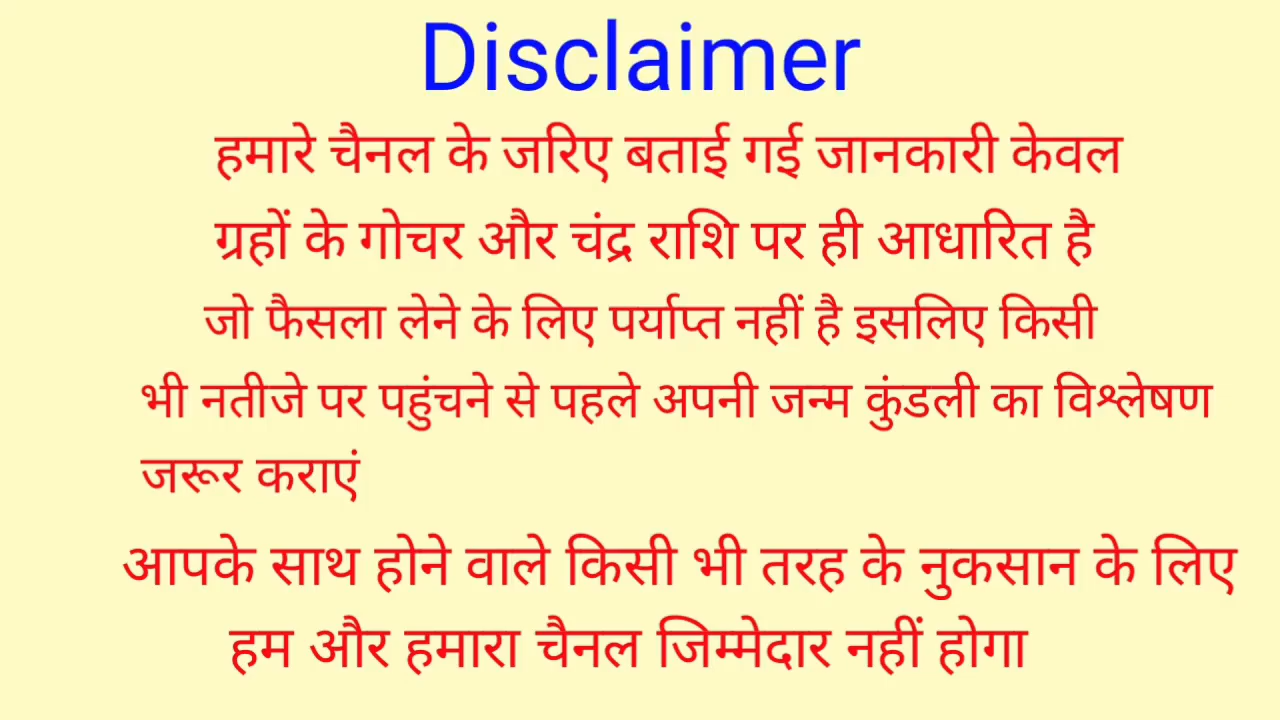 Disclaimer
हमारे चैनल के जरिए बताई गई जानकारी केवल
ग्रहों के गोचर और चंद्र राशि पर ही आधारित है
जो फैसला लेने के लिए पर्याप्त नहीं है इसलिए किसी
भी नतीजे पर पहुंचने से पहले अपनी जन्म कुंडली का विश्लेषण
जरूर कराएं
आपके साथ होने वाले किसी भी तरह के नुकसान के लिए
हम और हमारा चैनल जिम्मेदार नहीं होगा